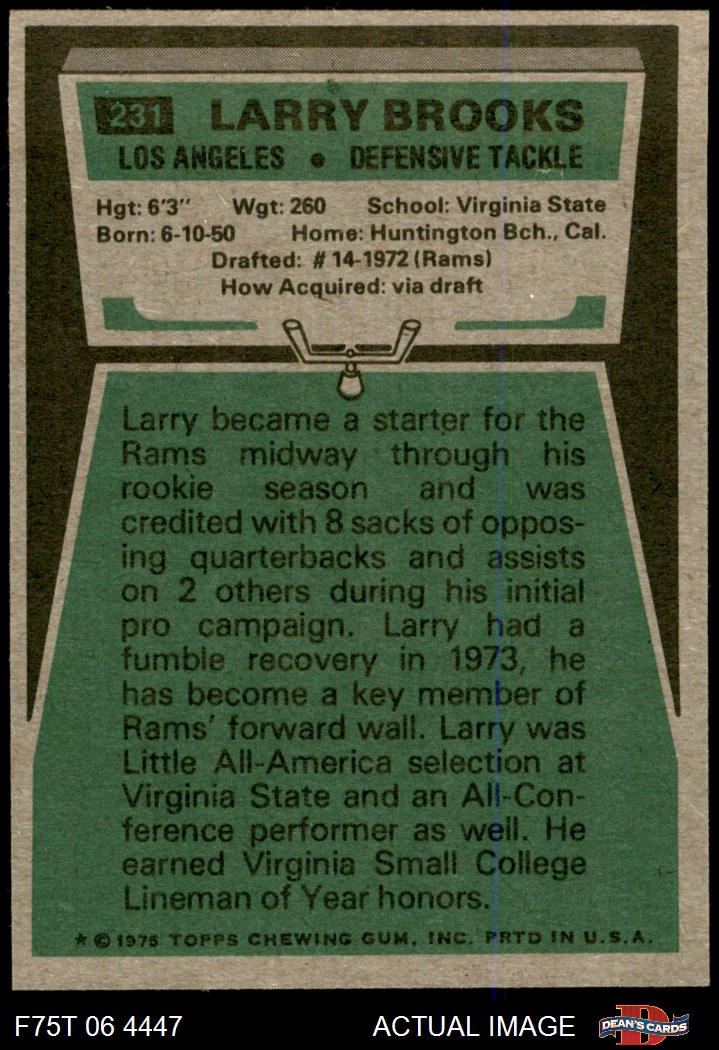 231 LARRY BROOKS
LOS ANGELES • DEFENSIVE TACKLE
Hgt: 6'3" Wgt: 260 School: Virginia State
Born: 6-10-50 Home: Huntington Bch., Cal.
Drafted: # 14-1972 (Rams)
How Acquired: via draft
Larry became a starter for the
Rams midway through his
rookie season and was
credited with 8 sacks of oppos-
ing quarterbacks and assists
on 2 others during his initial
pro campaign. Larry had a
fumble recovery in 1973, he
has become a key member of
Rams' forward wall. Larry was
Little All-America selection at
Virginia State and an All-Con-
ference performer as well. He
earned Virginia Small College
Lineman of Year honors.
* © 1975 TOPPS CHEWING GUM, INC. PRTD IN U.S.A.
F75T 06 4447 ACTUAL IMAGE D DEAN'S CARDS